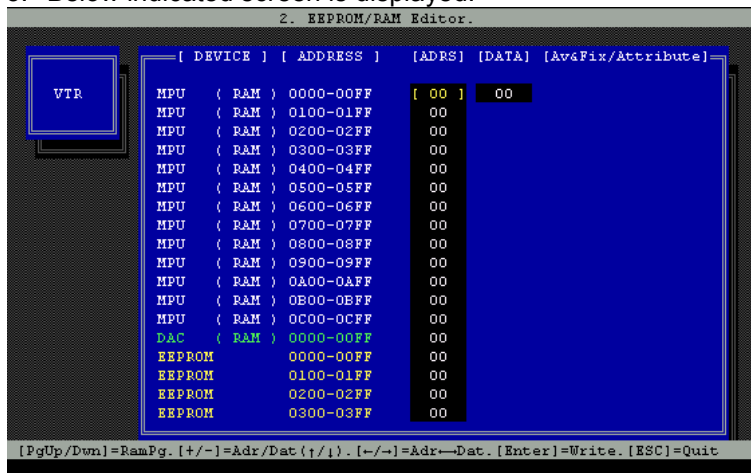 Below indicated screen is displayed.
2. EEPROM/RAM Editor.
[ DEVICE ] [ ADDRESS ] [ADRS] [DATA] [Av&Fix/Attribute]
VTR
MPU ( RAM ) 0000-00FF [ 00 ] 00
MPU ( RAM ) 0100-01FF 00
MPU ( RAM ) 0200-02FF 00
MPU ( RAM ) 0300-03FF 00
MPU ( RAM ) 0400-04FF 00
MPU ( RAM ) 0500-05FF 00
MPU ( RAM ) 0600-06FF 00
MPU ( RAM ) 0700-07FF 00
MPU ( RAM ) 0800-08FF 00
MPU ( RAM ) 0900-09FF 00
MPU ( RAM ) 0A00-0AFF 00
MPU ( RAM ) 0B00-0BFF 00
MPU ( RAM ) 0C00-0CFF 00
DAC ( RAM ) 0000-00FF 00
EEPROM 0000-00FF 00
EEPROM 0100-01FF 00
EEPROM 0200-02FF 00
EEPROM 0300-03FF 00
[PgUp/Dwn]=RamPg.[+/-]=Adr/Dat(↑/↓).[←/→]=Adr↔Dat.[Enter]=Write.[ESC]=Quit